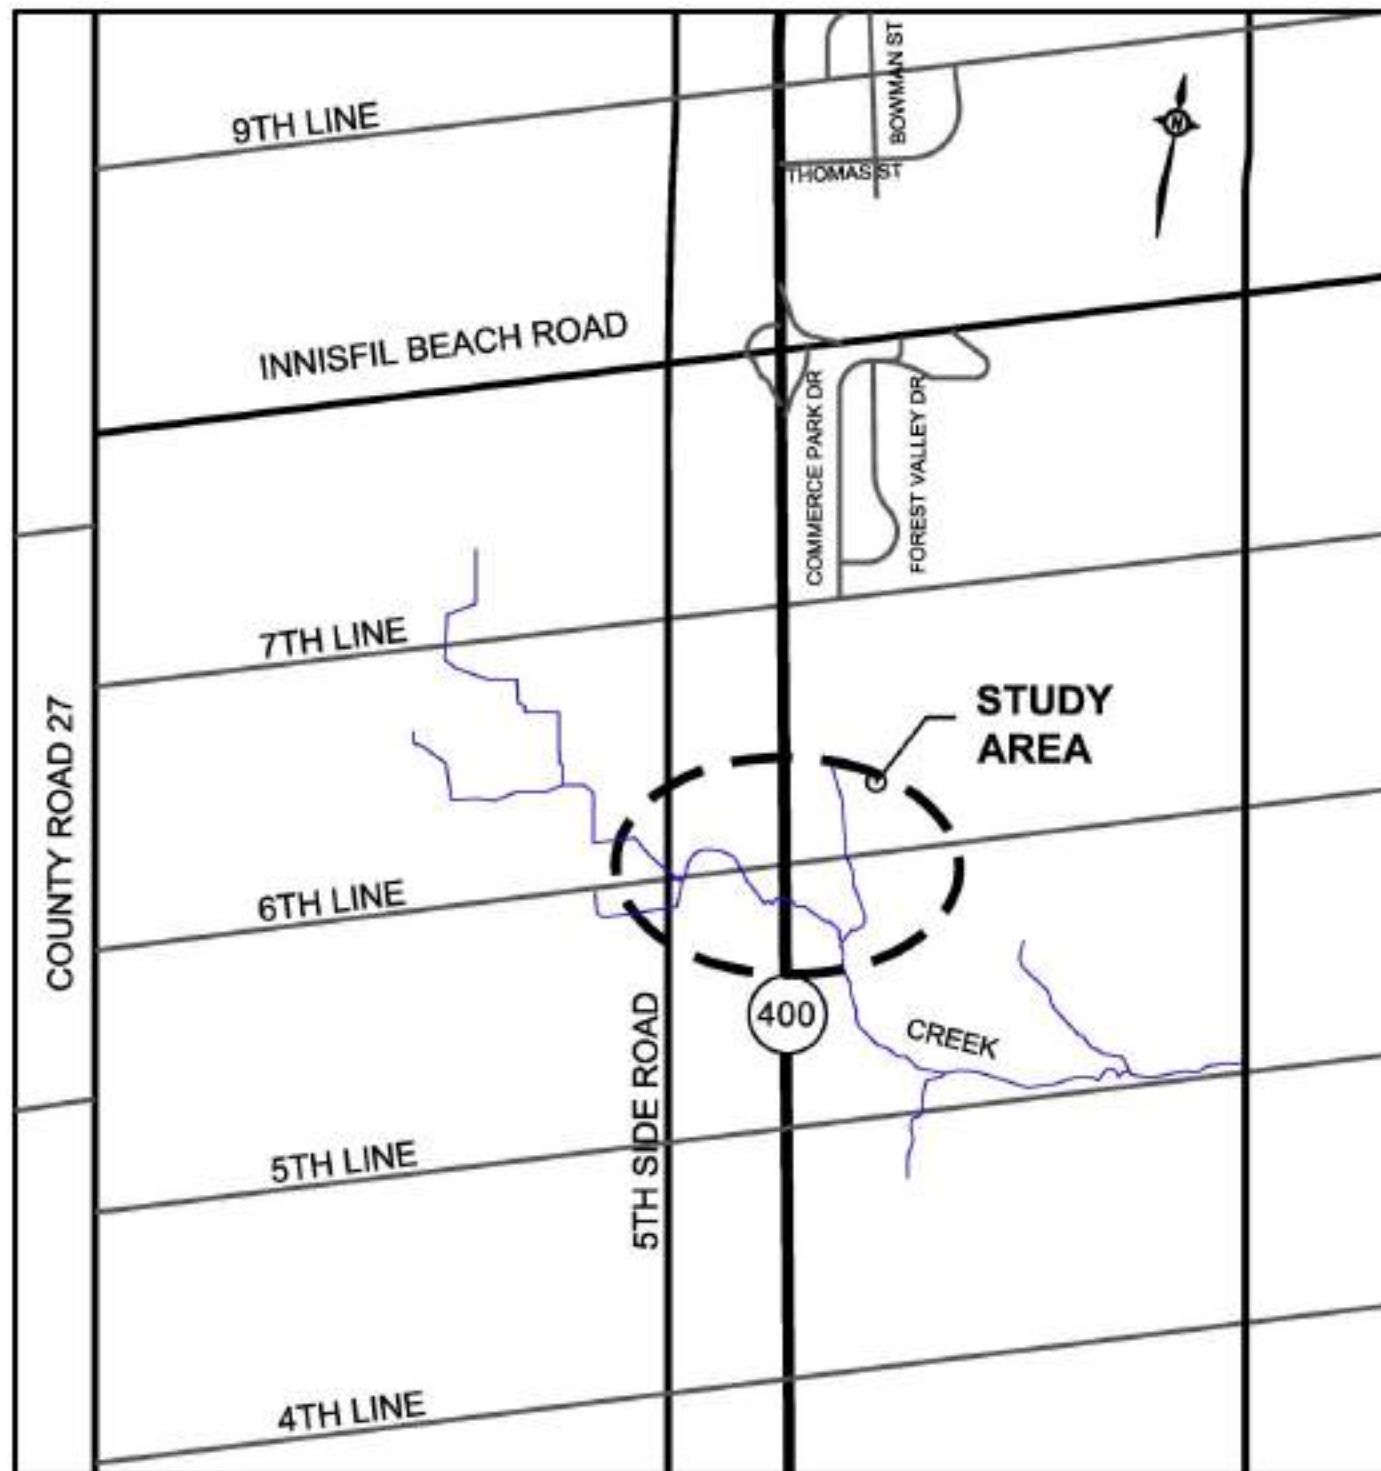 BOWMAN ST
9TH LINE
N
THOMAS ST
INNISFIL BEACH ROAD
COMMERCE PARK DR
FOREST VALLEY DR
7TH LINE
STUDY
AREA
COUNTY ROAD 27
6TH LINE
400
CREEK
5TH SIDE ROAD
5TH LINE
4TH LINE